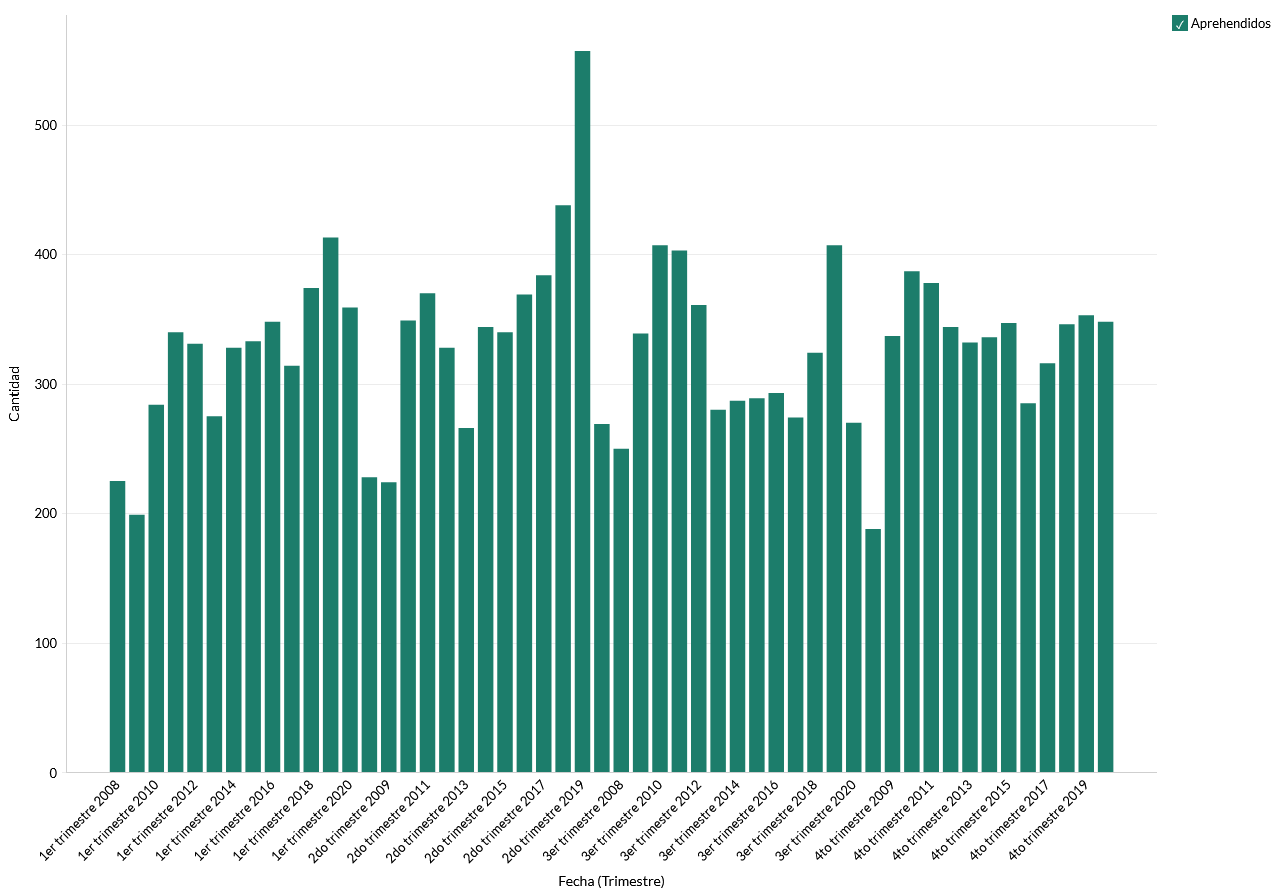 Aprehendidos
Cantidad
500
400
300
200
100
0
1er trimestre 2008
1er trimestre 2010
1er trimestre 2012
1er trimestre 2014
1er trimestre 2016
1er trimestre 2018
1er trimestre 2020
2do trimestre 2009
2do trimestre 2011
2do trimestre 2013
2do trimestre 2015
2do trimestre 2017
2do trimestre 2019
3er trimestre 2008
3er trimestre 2010
3er trimestre 2012
3er trimestre 2014
3er trimestre 2016
3er trimestre 2018
3er trimestre 2020
4to trimestre 2009
4to trimestre 2011
4to trimestre 2013
4to trimestre 2015
4to trimestre 2017
4to trimestre 2019
Fecha (Trimestre)